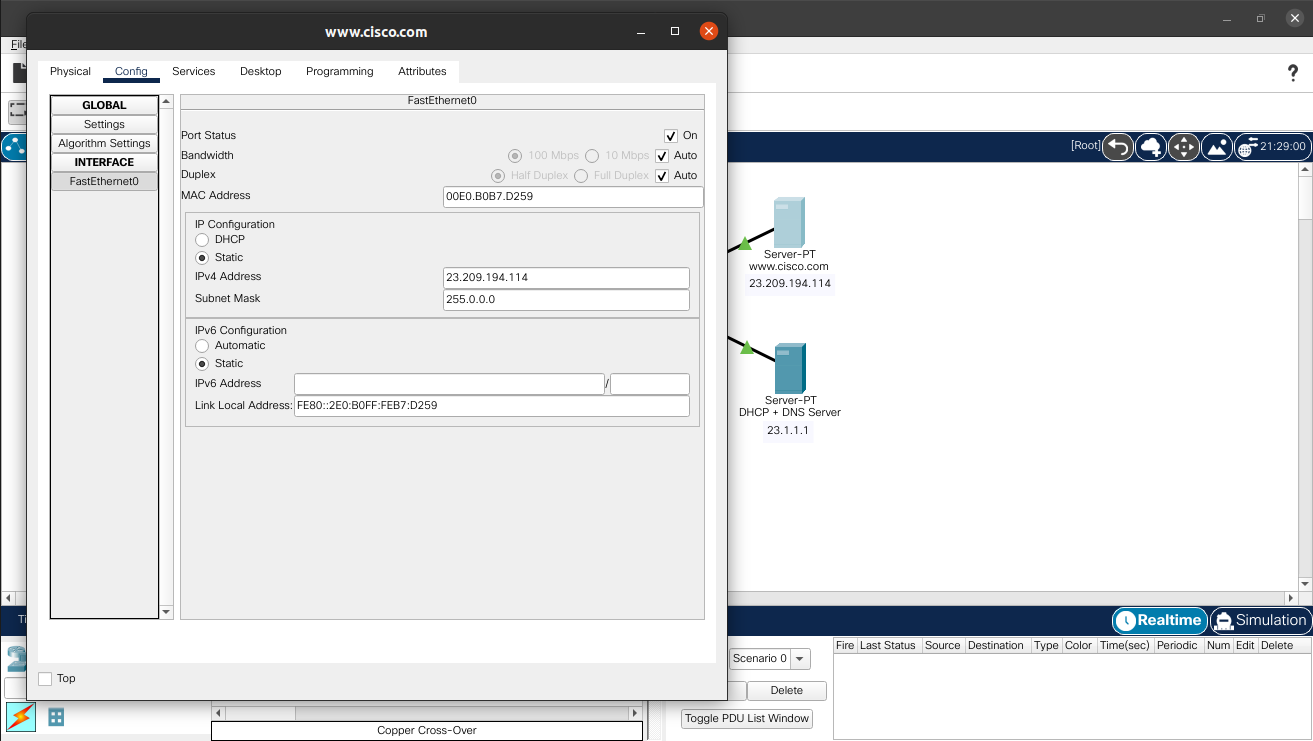 www.cisco.com
File
Physical Config Services Desktop Programming Attributes
?
GLOBAL
Settings
Algorithm Settings
INTERFACE
FastEthernet0
FastEthernet0
Port Status On
Bandwidth 100 Mbps 10 Mbps Auto
Duplex Half Duplex Full Duplex Auto
MAC Address 00E0.B0B7.D259
IP Configuration
DHCP
Static
IPv4 Address 23.209.194.114
Subnet Mask 255.0.0.0
IPv6 Configuration
Automatic
Static
IPv6 Address /
Link Local Address: FE80::2E0:B0FF:FEB7:D259
Top
[Root] 21:29:00
Server-PT
www.cisco.com
23.209.194.114
Server-PT
DHCP + DNS Server
23.1.1.1
Realtime Simulation
Scenario 0
Delete
Toggle PDU List Window
Fire Last Status Source Destination Type Color Time(sec) Periodic Num Edit Delete
Copper Cross-Over